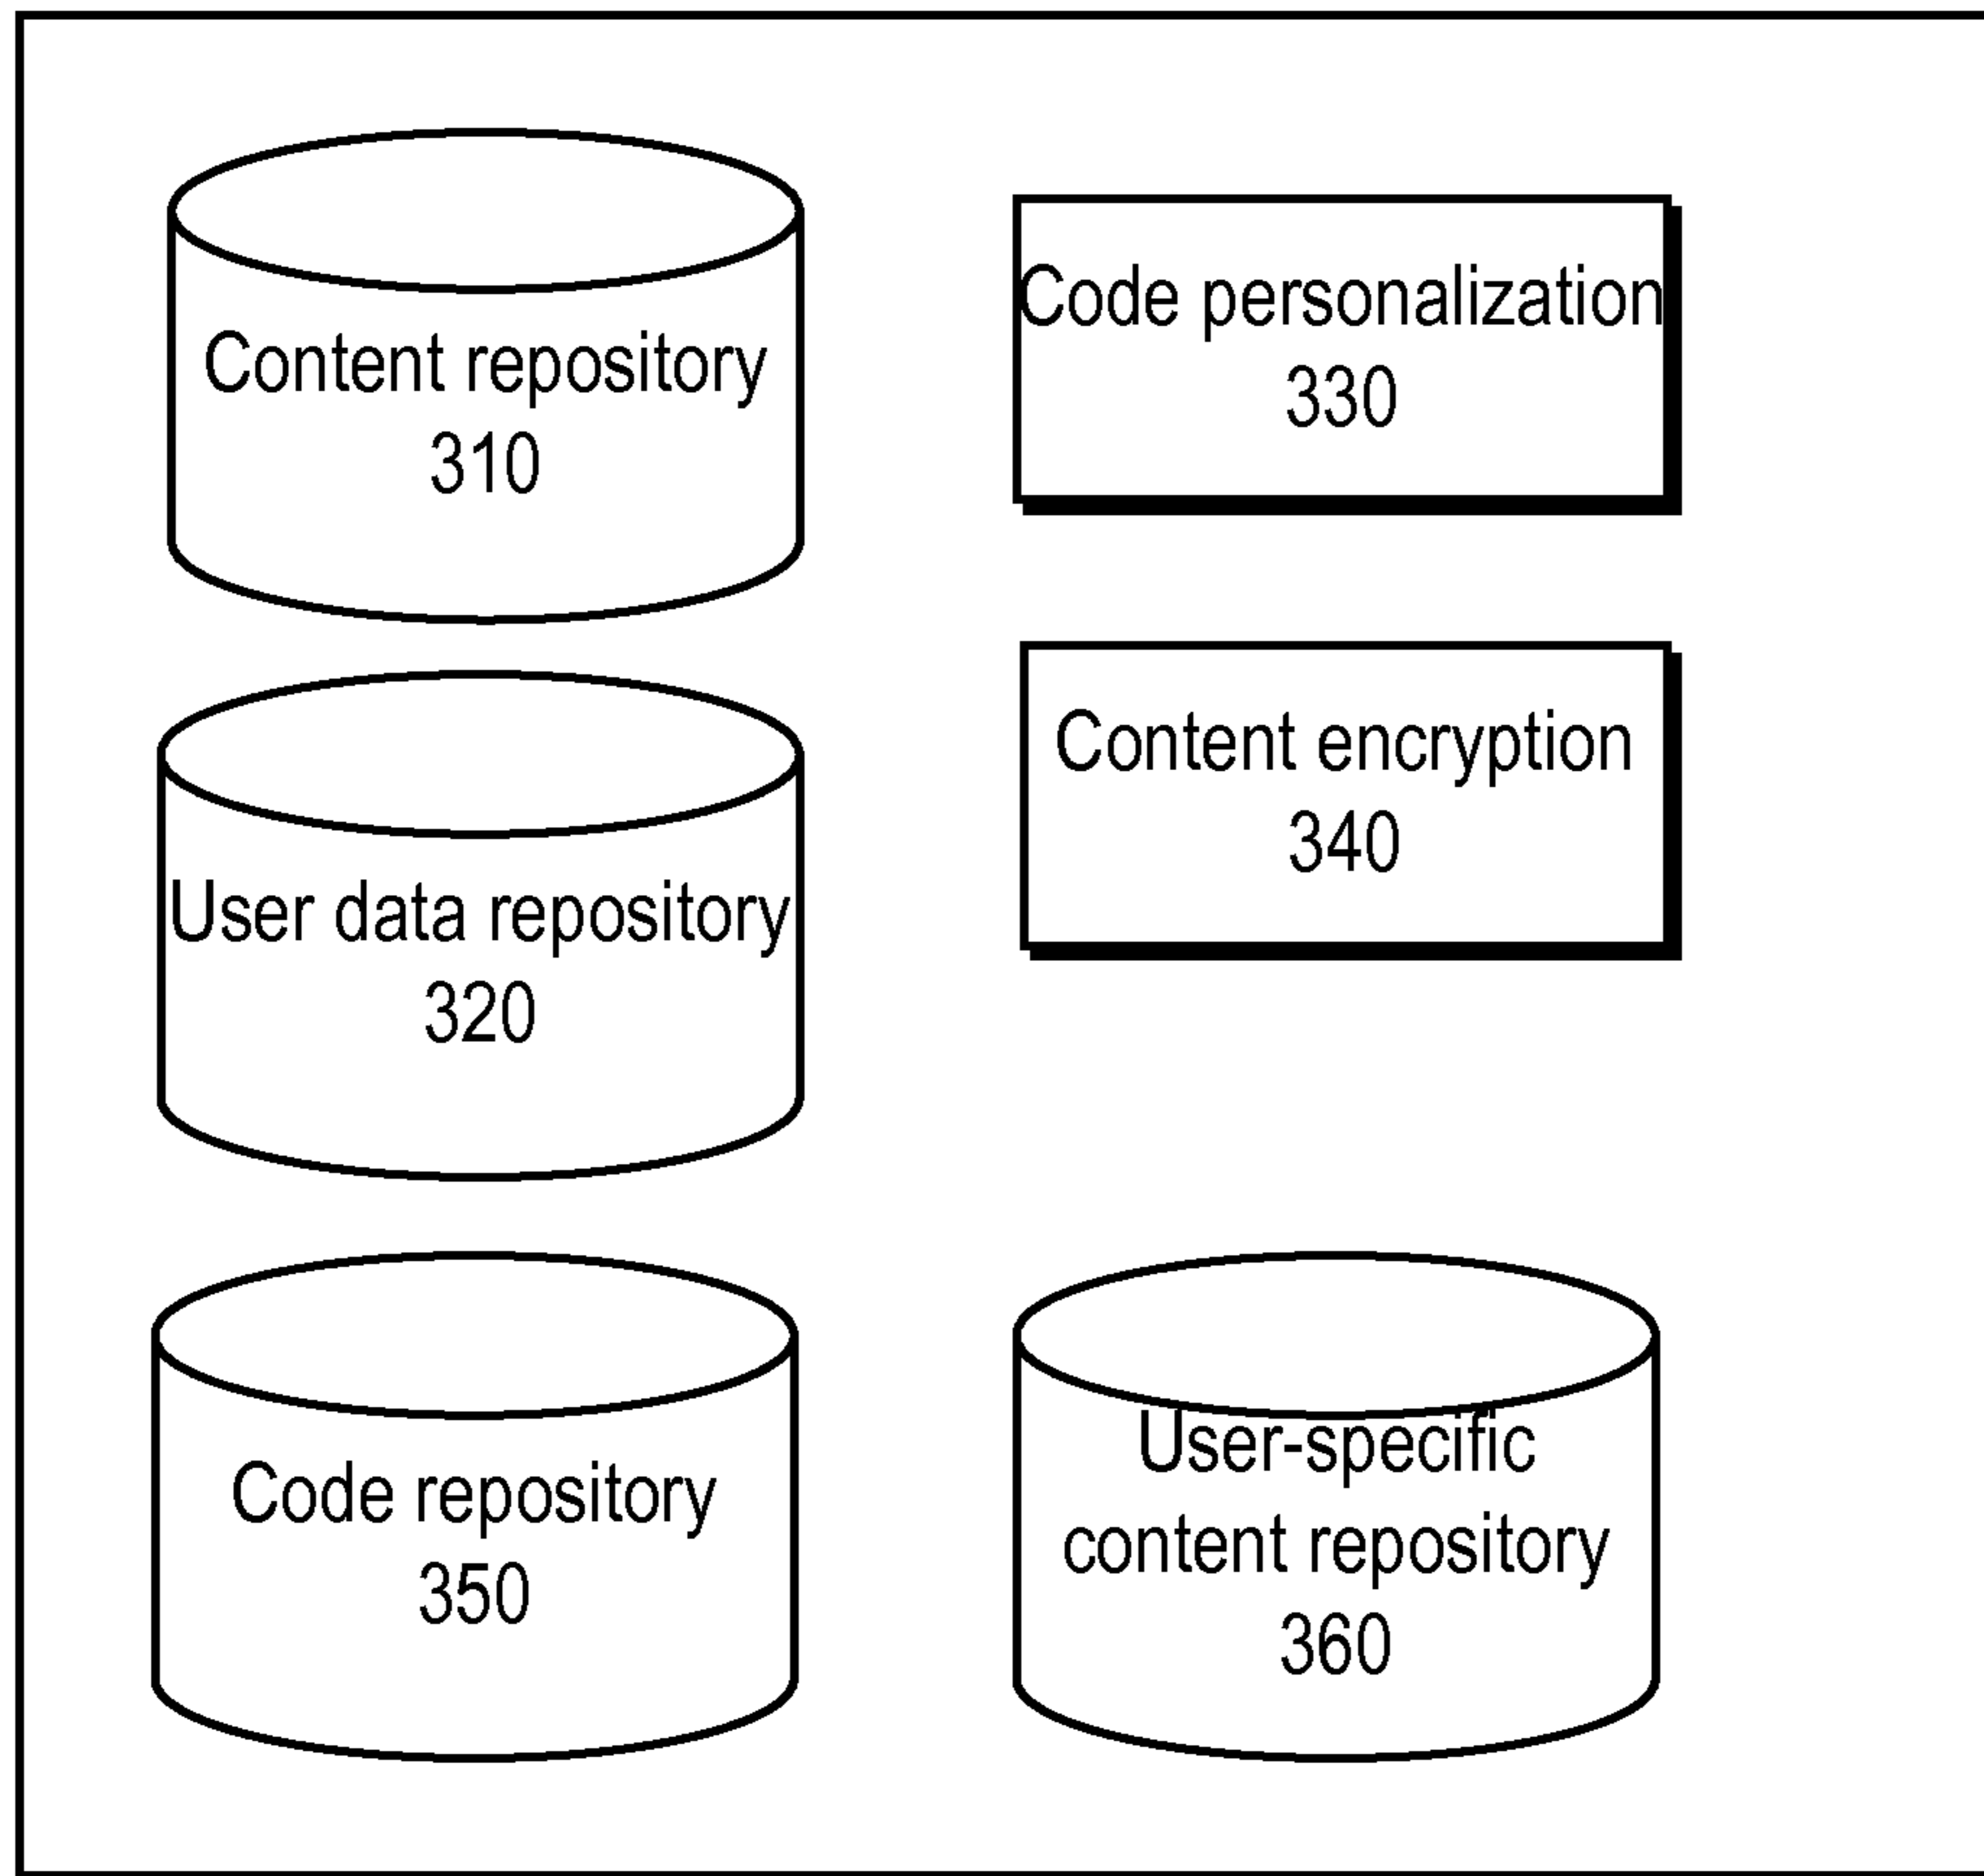 Content repository
310
Code personalization
330
User data repository
320
Content encryption
340
Code repository
350
User-specific
content repository
360